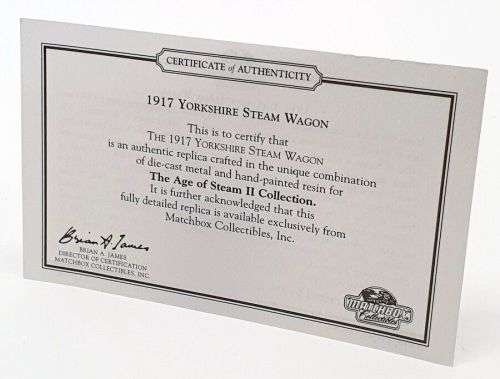 CERTIFICATE of AUTHENTICITY
1917 YORKSHIRE STEAM WAGON
This is to certify that
THE 1917 YORKSHIRE STEAM WAGON
is an authentic replica crafted in the unique combination
of die-cast metal and hand-painted resin for
The Age of Steam II Collection.
It is further acknowledged that this
fully detailed replica is available exclusively from
Matchbox Collectibles, Inc.
Brian A James
BRIAN A. JAMES
DIRECTOR OF CERTIFICATION
MATCHBOX COLLECTIBLES, INC.
MATCHBOX
Collectibles